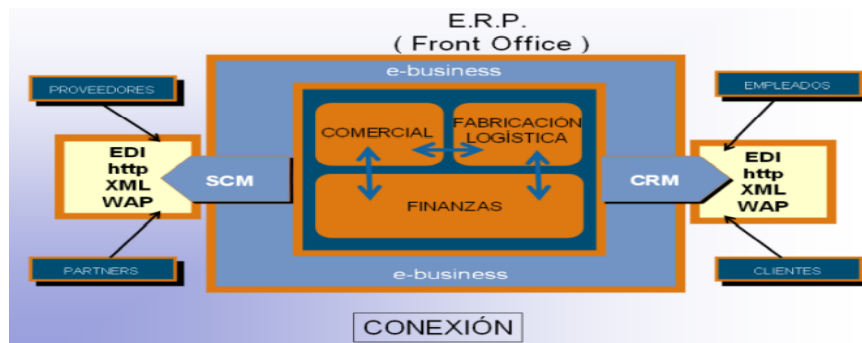 E.R.P.
( Front Office )
e-business
PROVEEDORES
EMPLEADOS
COMERCIAL
FABRICACIÓN
LOGÌSTICA
EDI
http
XML
WAP
SCM
CRM
EDI
http
XML
WAP
FINANZAS
PARTNERS
e-business
CLIENTES
CONEXIÓN